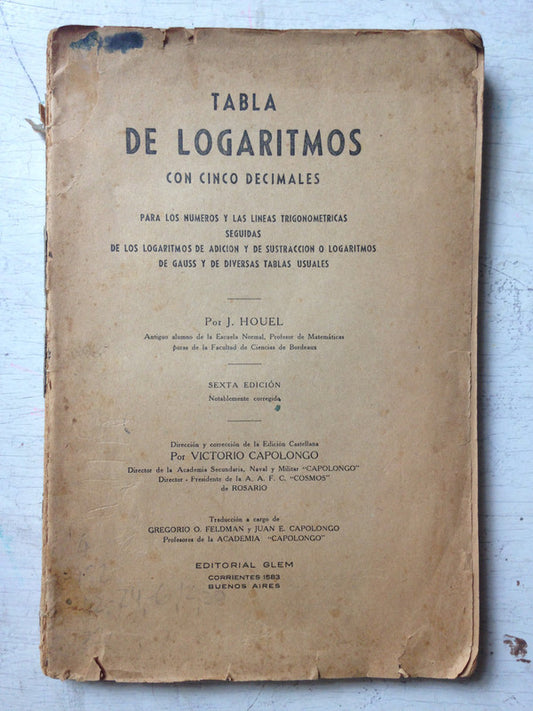 TABLA
DE LOGARITMOS
CON CINCO DECIMALES
PARA LOS NUMEROS Y LAS LINEAS TRIGONOMETRICAS
SEGUIDAS
DE LOS LOGARITMOS DE ADICION Y DE SUSTRACCION O LOGARITMOS
DE GAUSS Y DE DIVERSAS TABLAS USUALES
Por J. HOUEL
Antiguo alumno de la Escuela Normal, Profesor de Matemáticas
puras de la Facultad de Ciencias de Bordeaux
SEXTA EDICIÓN
Notablemente corregida
Dirección y corrección de la Edición Castellana
Por VICTORIO CAPOLONGO
Director de la Academia Secundaria, Naval y Militar "CAPOLONGO"
Director - Presidente de la A. A. F. C. "COSMOS"
de ROSARIO
Traducción a cargo de
GREGORIO O. FELDMAN y JUAN E. CAPOLONGO
Profesores de la ACADEMIA "CAPOLONGO"
EDITORIAL GLEM
CORRIENTES 1583
BUENOS AIRES